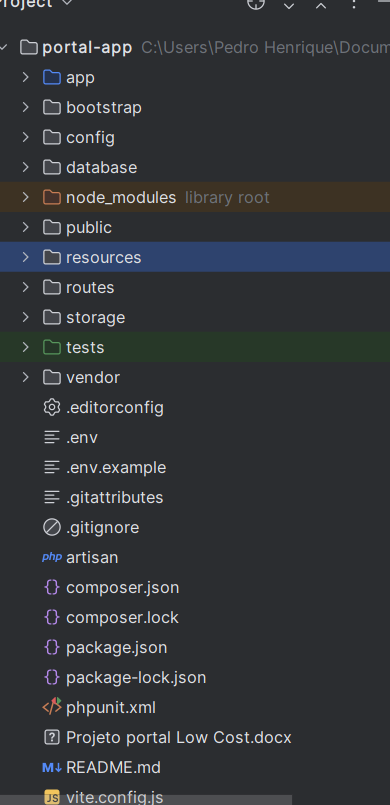 Project
portal-app C:\Users\Pedro Henrique\Docum
app
bootstrap
config
database
node_modules library root
public
resources
routes
storage
tests
vendor
.editorconfig
.env
.env.example
.gitattributes
.gitignore
php artisan
{} composer.json
{} composer.lock
{} package.json
{} package-lock.json
phpunit.xml
? Projeto portal Low Cost.docx
M↓ README.md
vite.config.js